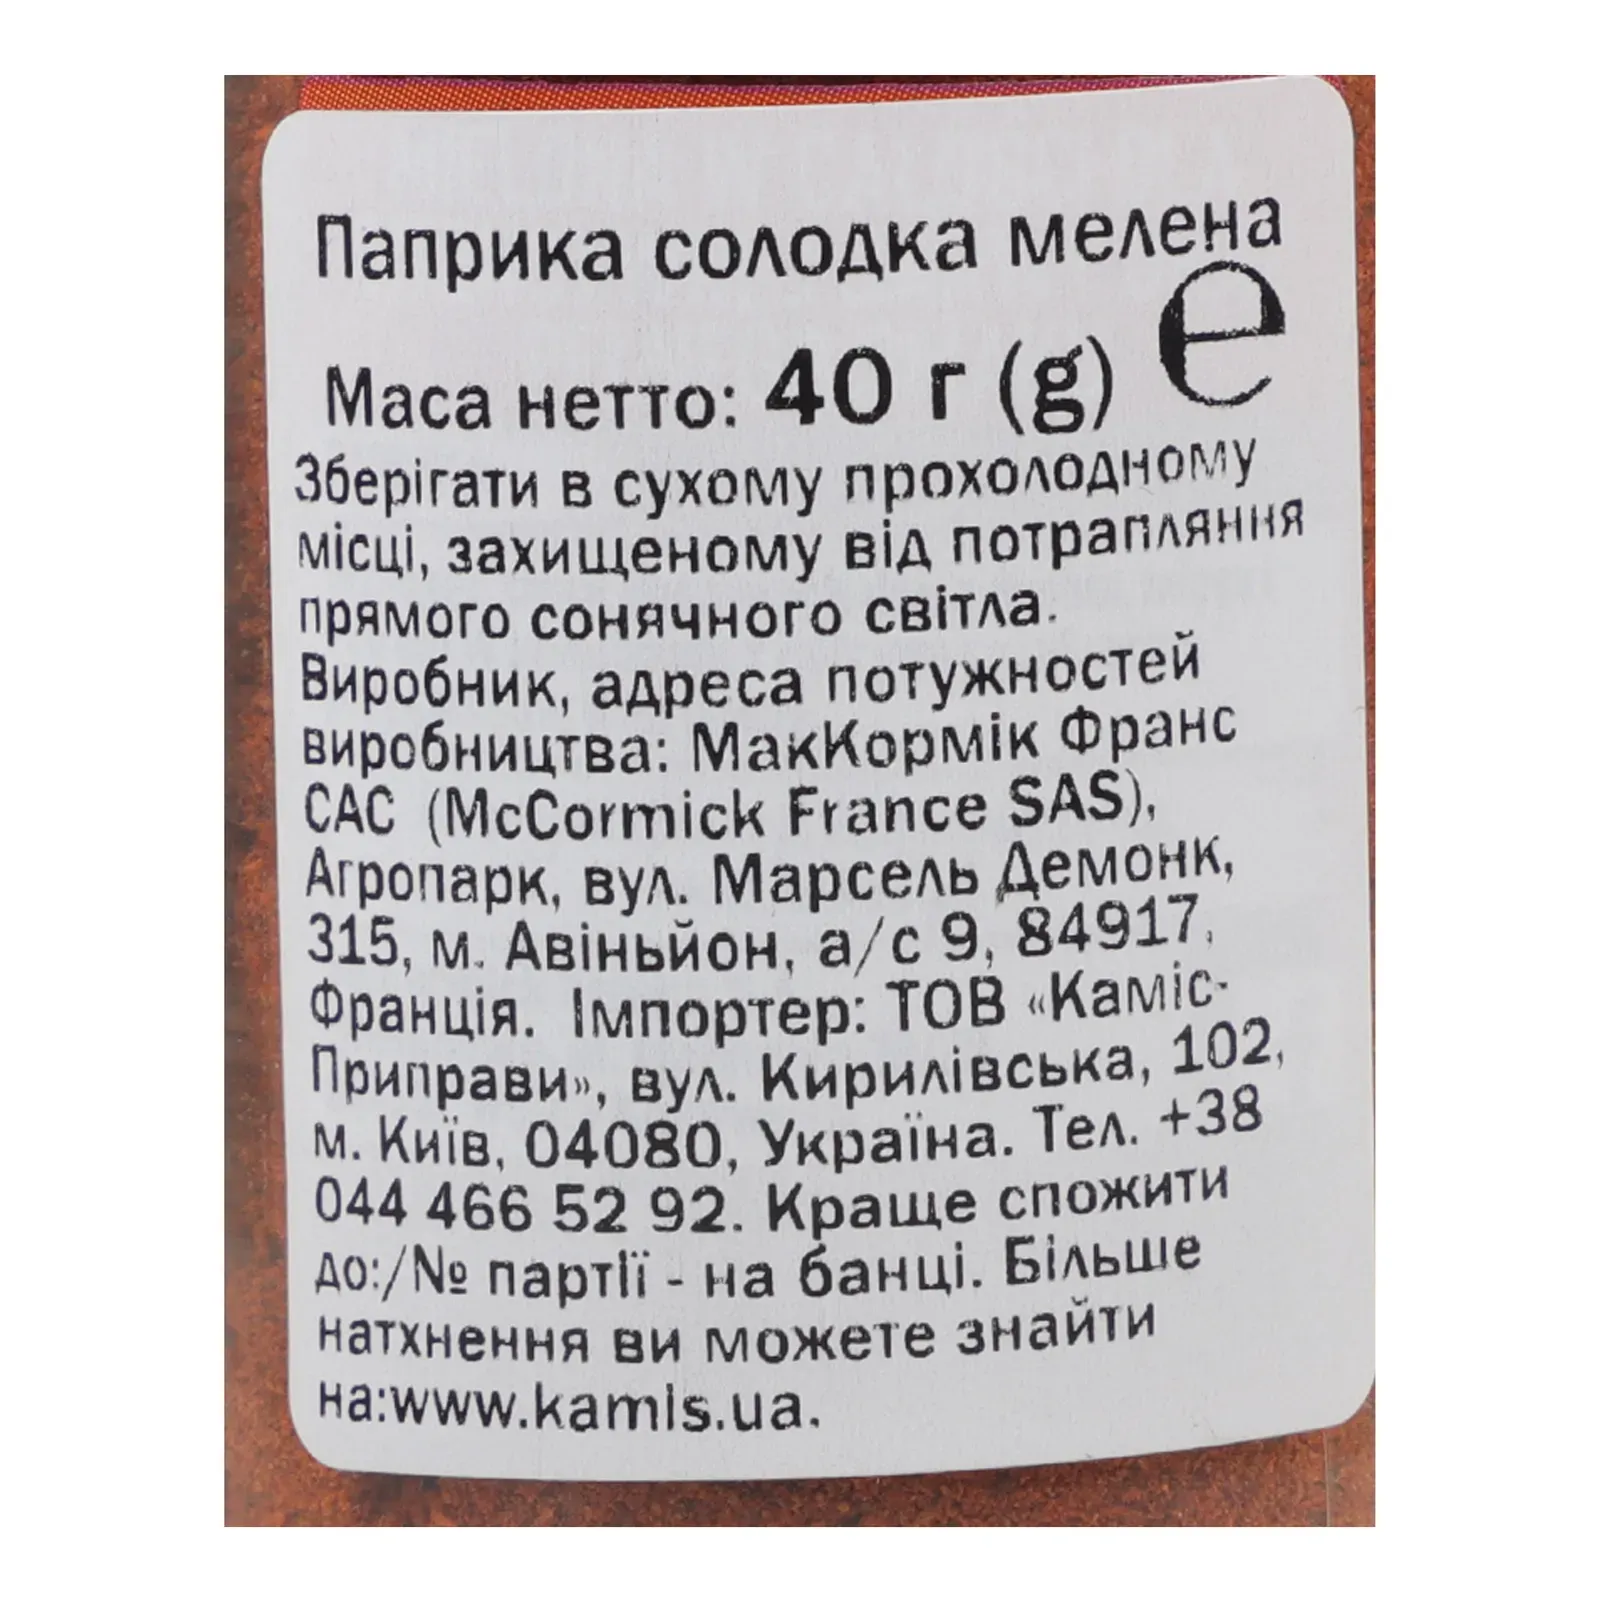 Паприка солодка мелена
Маса нетто: 40 г (g) e
Зберігати в сухому прохолодному
місці, захищеному від потрапляння
прямого сонячного світла.
Виробник, адреса потужностей
виробництва: МакКормік Франс
САС (McCormick France SAS),
Агропарк, вул. Марсель Демонк,
315, м. Авіньйон, а/с 9, 84917,
Франція. Імпортер: ТОВ «Каміс-
Приправи», вул. Кирилівська, 102,
м. Київ, 04080, Україна. Тел. +38
044 466 52 92. Краще спожити
до:/№ партії - на банці. Більше
натхнення ви можете знайти
на:www.kamis.ua.